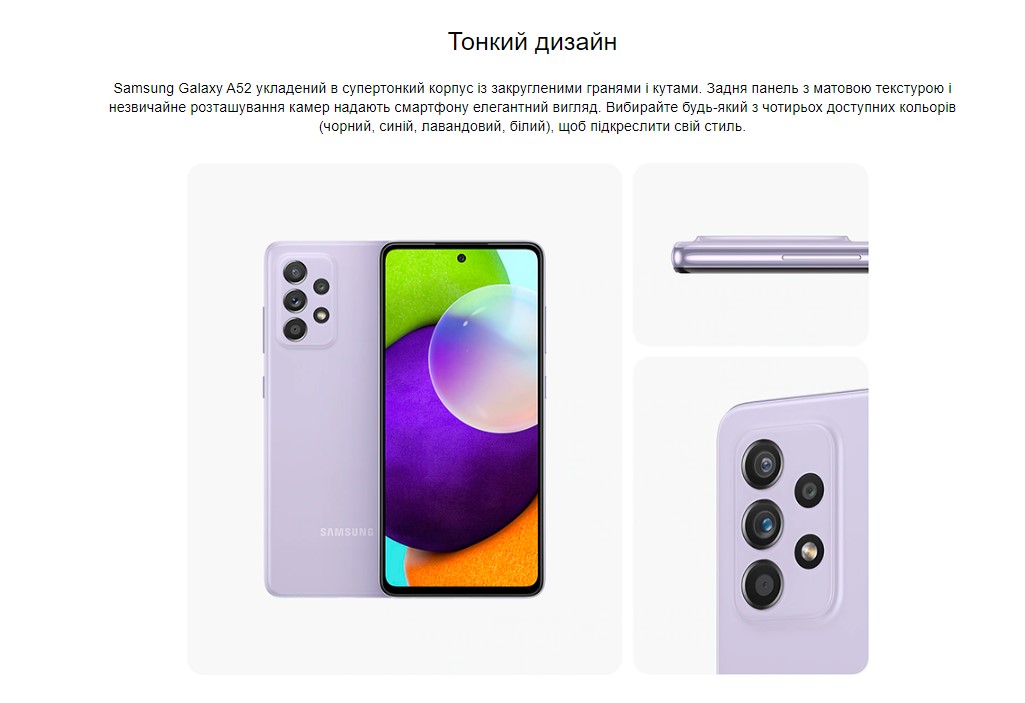 Тонкий дизайн
Samsung Galaxy A52 укладений в супертонкий корпус із закругленими гранями і кутами. Задня панель з матовою текстурою і
незвичайне розташування камер надають смартфону елегантний вигляд. Вибирайте будь-який з чотирьох доступних кольорів
(чорний, синій, лавандовий, білий), щоб підкреслити свій стиль.
SAMSUNG